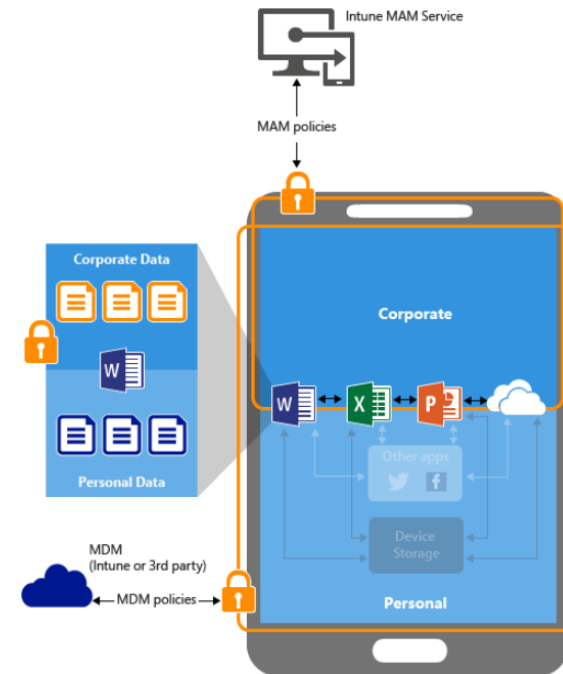 Intune MAM Service
MAM policies
Corporate Data
W
Personal Data
Corporate
W
X
P
Other apps
f
Device
Storage
Personal
MDM
(Intune or 3rd party)
MDM policies